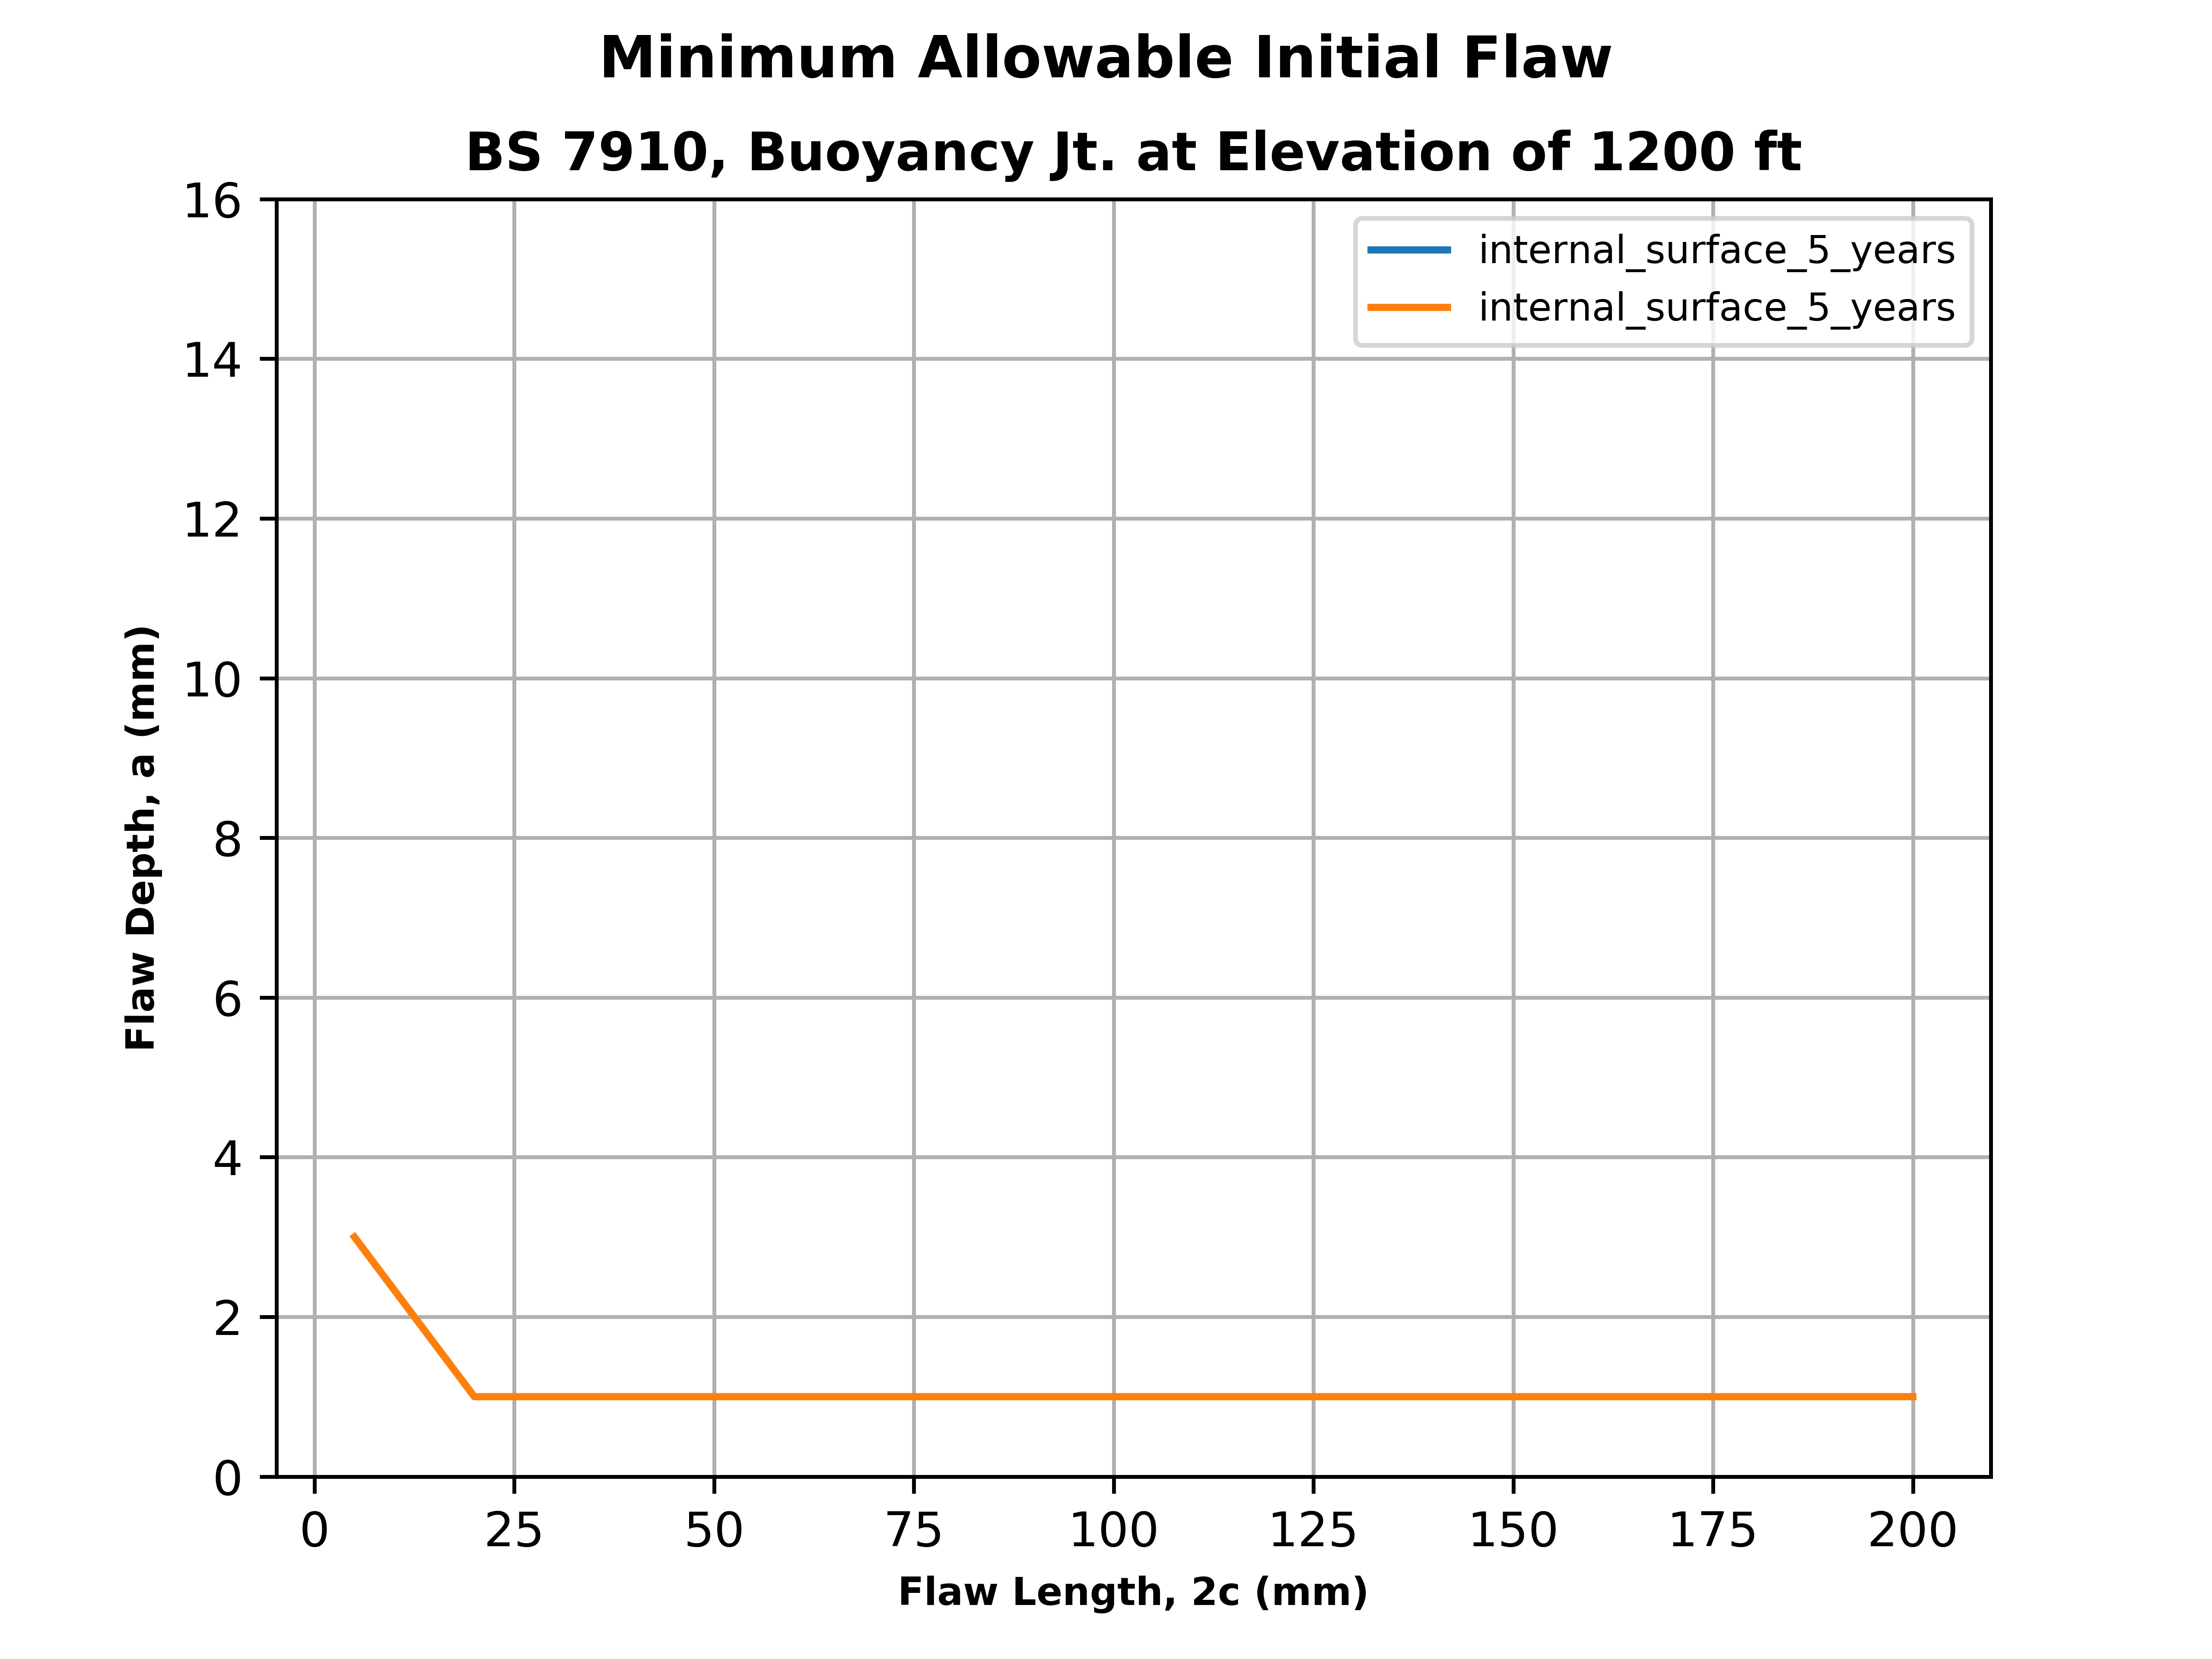 Minimum Allowable Initial Flaw
BS 7910, Buoyancy Jt. at Elevation of 1200 ft
internal_surface_5_years
internal_surface_5_years
16
14
12
10
8
6
4
2
0
Flaw Depth, a (mm)
0 25 50 75 100 125 150 175 200
Flaw Length, 2c (mm)